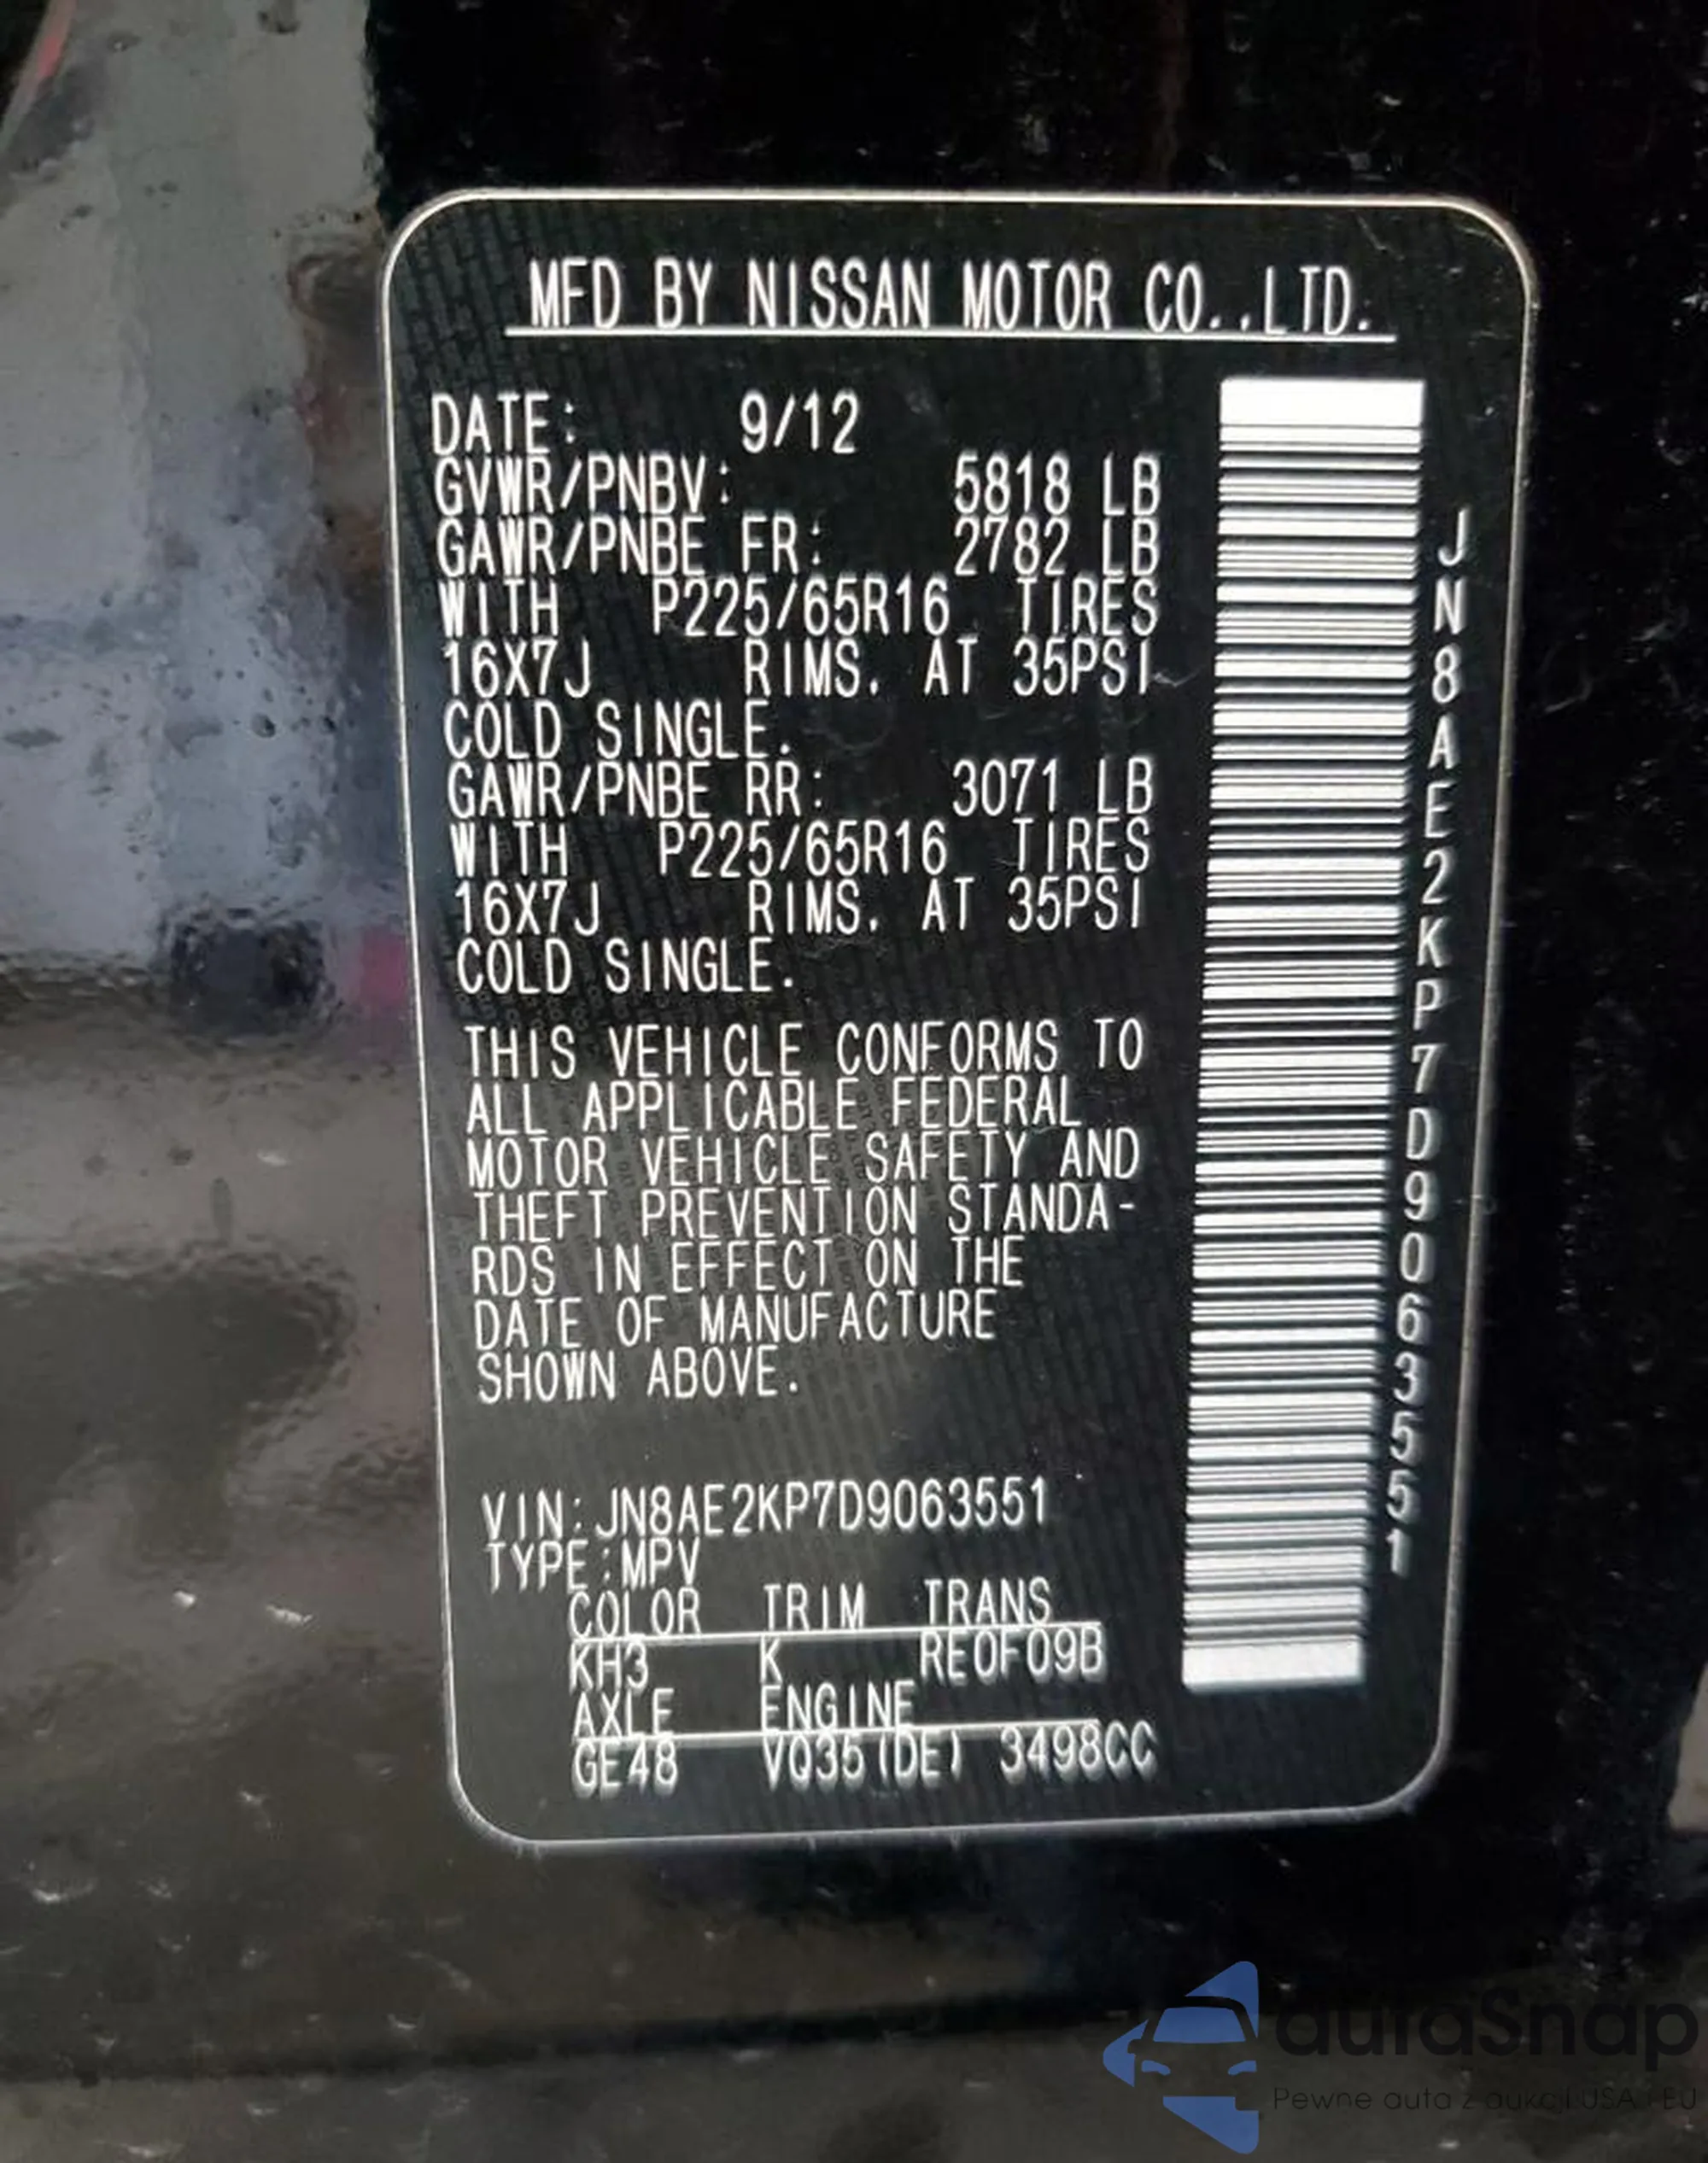 MFD BY NISSAN MOTOR CO.,LTD.
DATE: 9/12
GVWR/PNBV: 5818 LB
GAWR/PNBE FR: 2782 LB
WITH P225/65R16 TIRES
16X7J RIMS. AT 35PSI
COLD SINGLE.
GAWR/PNBE RR: 3071 LB
WITH P225/65R16 TIRES
16X7J RIMS. AT 35PSI
COLD SINGLE.
THIS VEHICLE CONFORMS TO
ALL APPLICABLE FEDERAL
MOTOR VEHICLE SAFETY AND
THEFT PREVENTION STANDA-
RDS IN EFFECT ON THE
DATE OF MANUFACTURE
SHOWN ABOVE.
VIN:JN8AE2KP7D9063551
TYPE:MPV
COLOR TRIM TRANS
KH3 K RE0F09B
AXLE ENGINE
GE48 VQ35(DE) 3498CC
JN8AE2KP7D9063551
autaSnap
Pewne auta z aukcji USA i EU